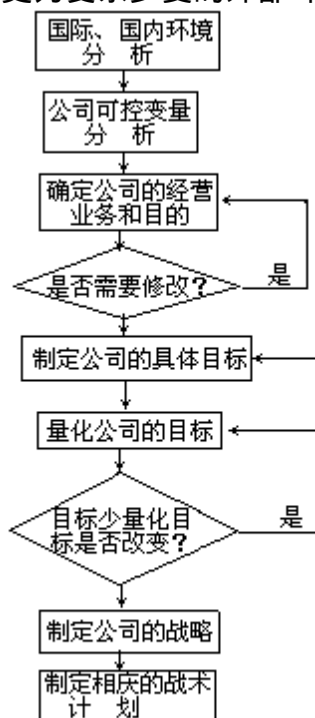 国际、国内环境
分 析
公司可控变量
分 析
确定公司的经营
业务和目的
是否需要修改?
是
制定公司的具体目标
量化公司的目标
目标少量化目
标是否改变?
是
制定公司的战略
制定相庆的战术
计 划